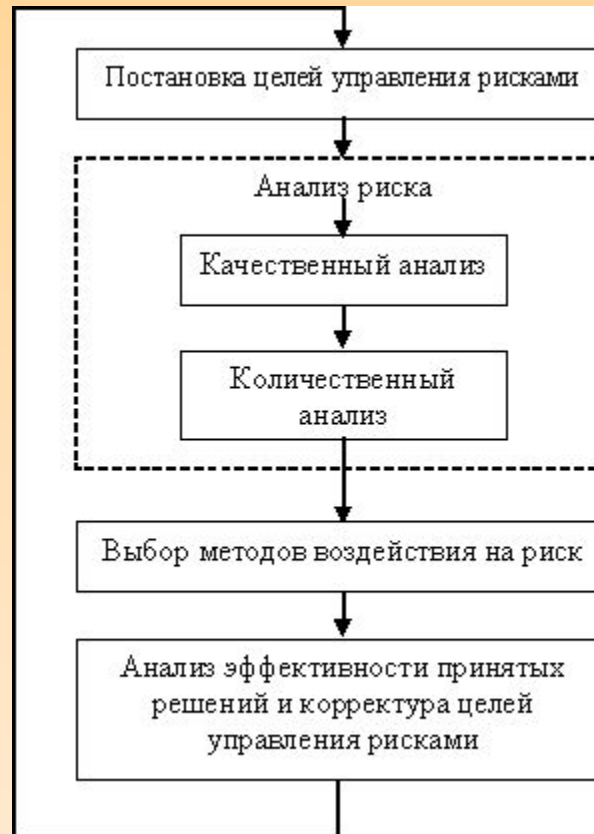 Постановка целей управления рисками
Анализ риска
Качественный анализ
Количественный
анализ
Выбор методов воздействия на риск
Анализ эффективности принятых
решений и корректура целей
управления рисками